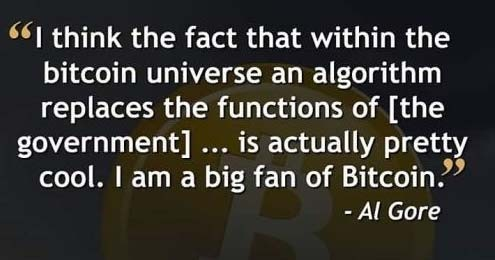 “I think the fact that within the
bitcoin universe an algorithm
replaces the functions of [the
government] ... is actually pretty
cool. I am a big fan of Bitcoin.”
- Al Gore